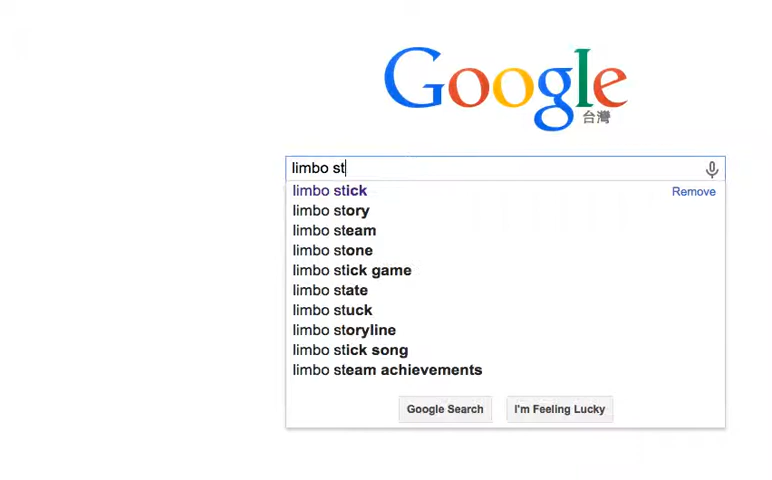 Google
台灣
limbo st
limbo stick Remove
limbo story
limbo steam
limbo stone
limbo stick game
limbo state
limbo stuck
limbo storyline
limbo stick song
limbo steam achievements
Google Search I'm Feeling Lucky